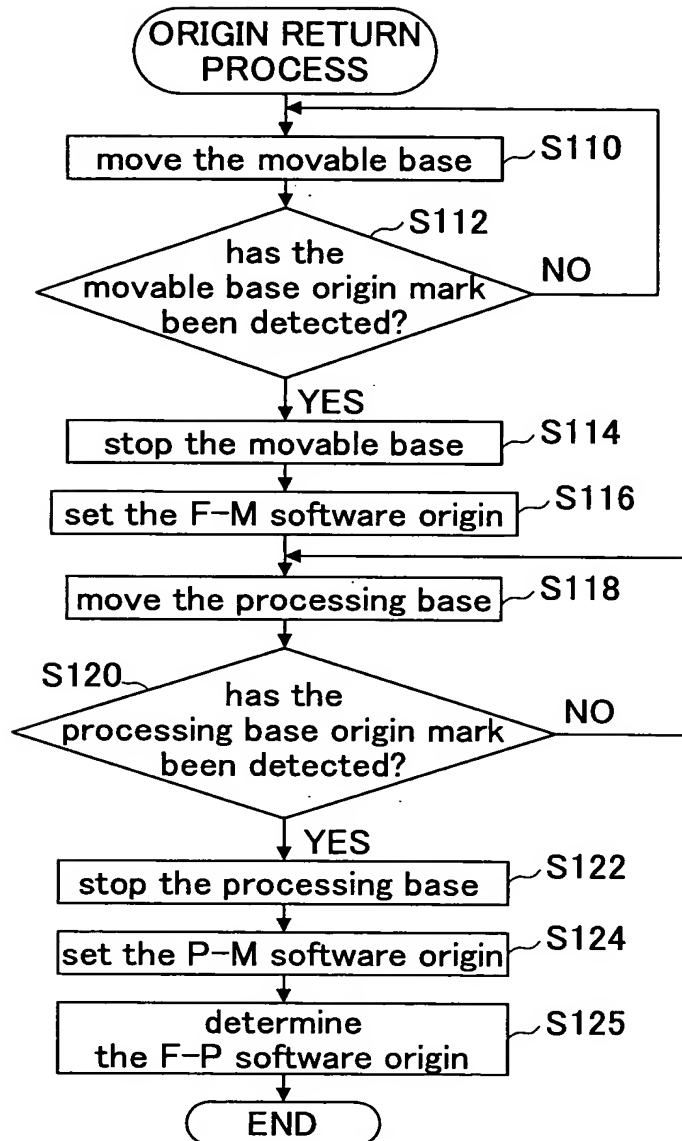 ORIGIN RETURN
PROCESS
move the movable base
S110
S112
has the
movable base origin mark
been detected?
NO
YES
stop the movable base
S114
set the F-M software origin
S116
move the processing base
S118
S120
has the
processing base origin mark
been detected?
NO
YES
stop the processing base
S122
set the P-M software origin
S124
determine
the F-P software origin
S125
END